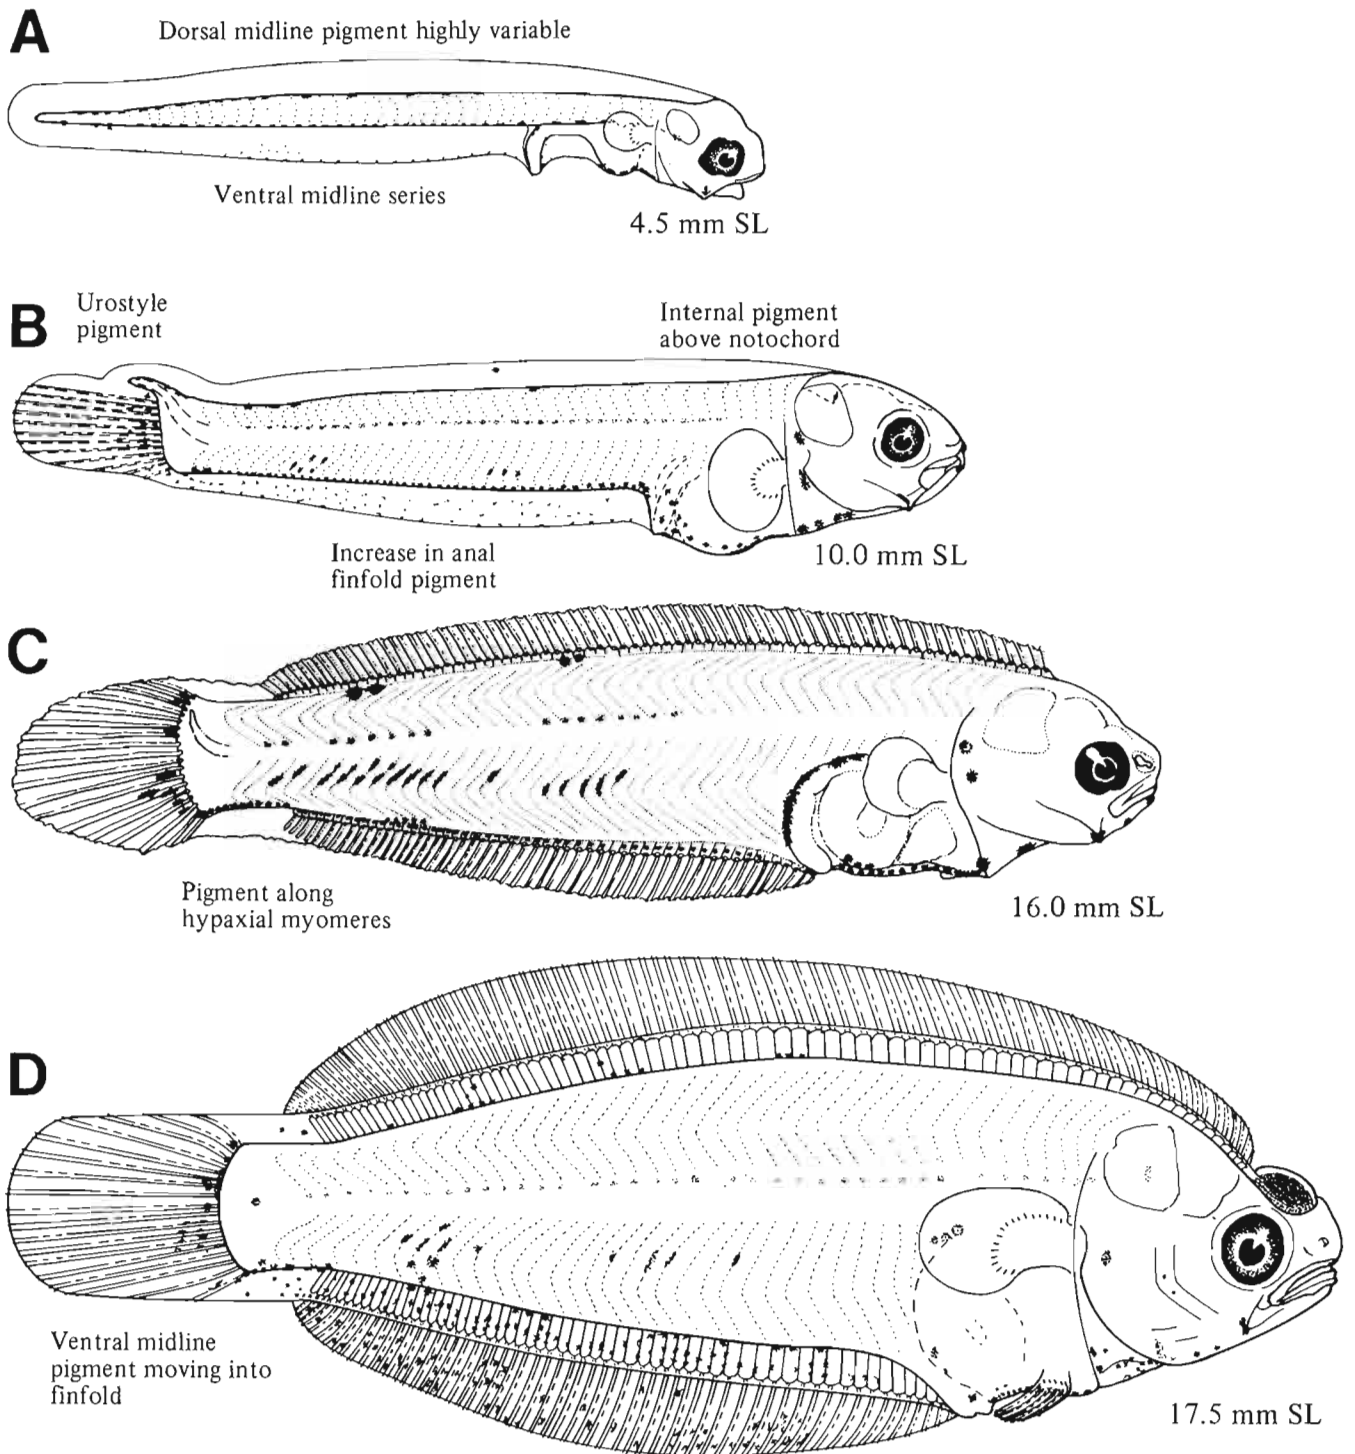 A
Dorsal midline pigment highly variable
Ventral midline series
4.5 mm SL
B
Urostyle
pigment
Internal pigment
above notochord
Increase in anal
finfold pigment
10.0 mm SL
C
Pigment along
hypaxial myomeres
16.0 mm SL
D
Ventral midline
pigment moving into
finfold
17.5 mm SL